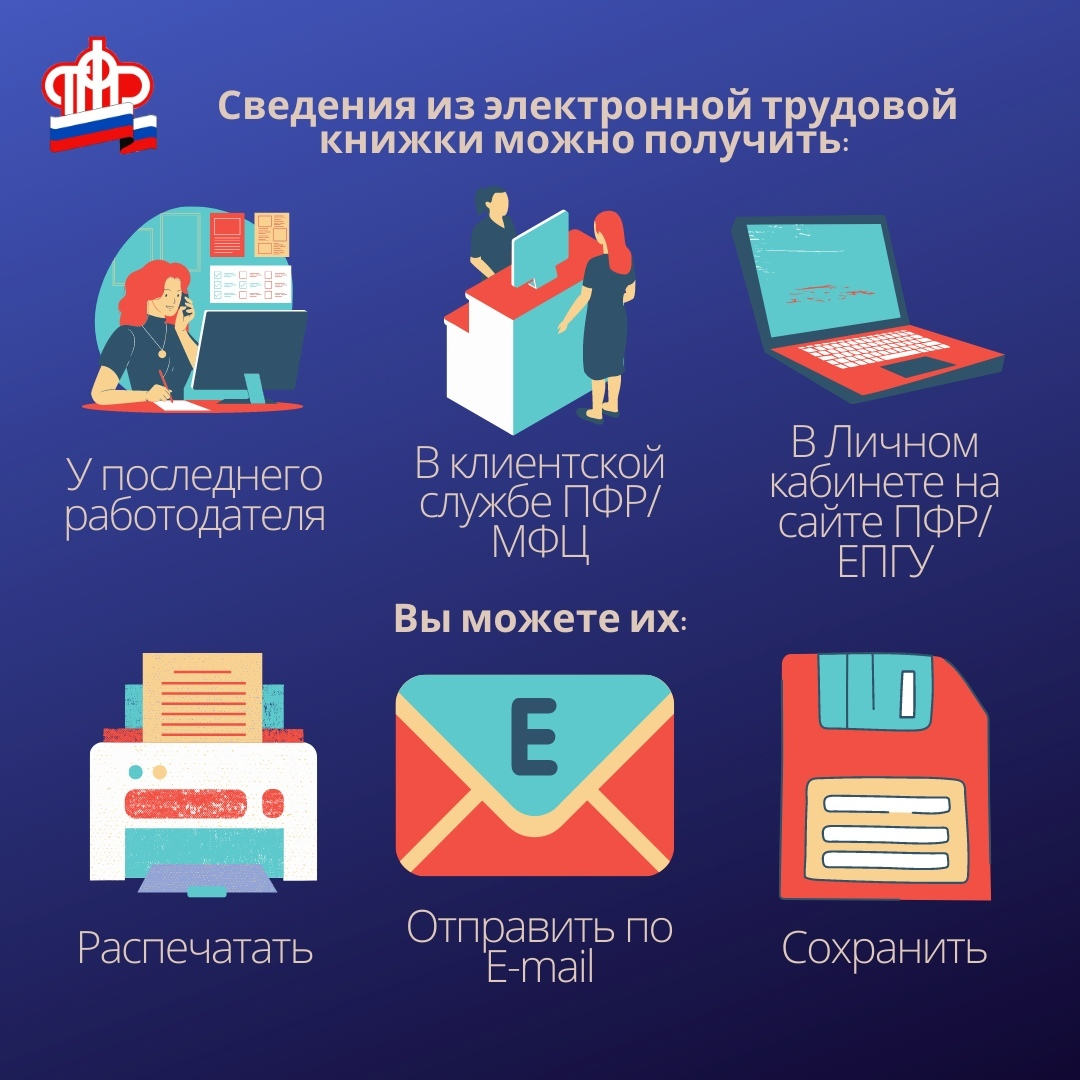 ПФР
Сведения из электронной трудовой
книжки можно получить:
У последнего
работодателя
В клиентской
службе ПФР/
МФЦ
В Личном
кабинете на
сайте ПФР/
ЕПГУ
Вы можете их:
E
Распечатать
Отправить по
E-mail
Сохранить